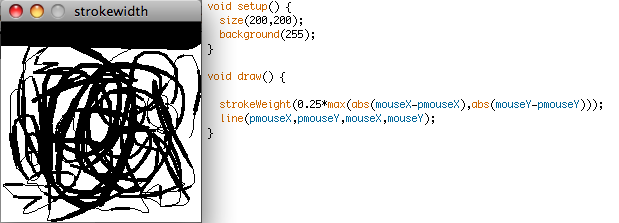 strokewidth
void setup() {
  size(200,200);
  background(255);
}
void draw() {
  strokeWeight(0.25*max(abs(mouseX-pmouseX),abs(mouseY-pmouseY)));
  line(pmouseX,pmouseY,mouseX,mouseY);
}